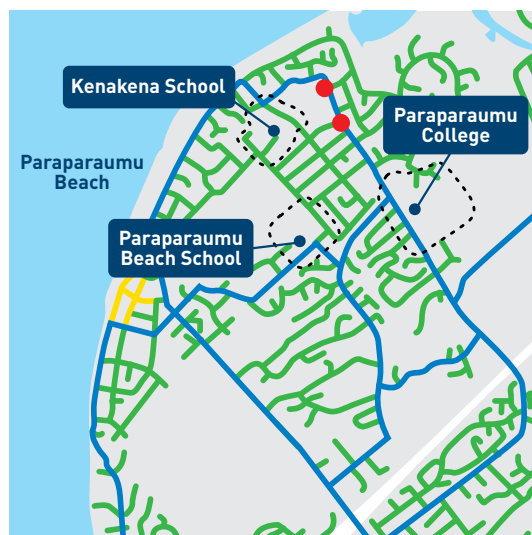 Kenakena School
Paraparaumu
College
Paraparaumu
Beach
Paraparaumu
Beach School